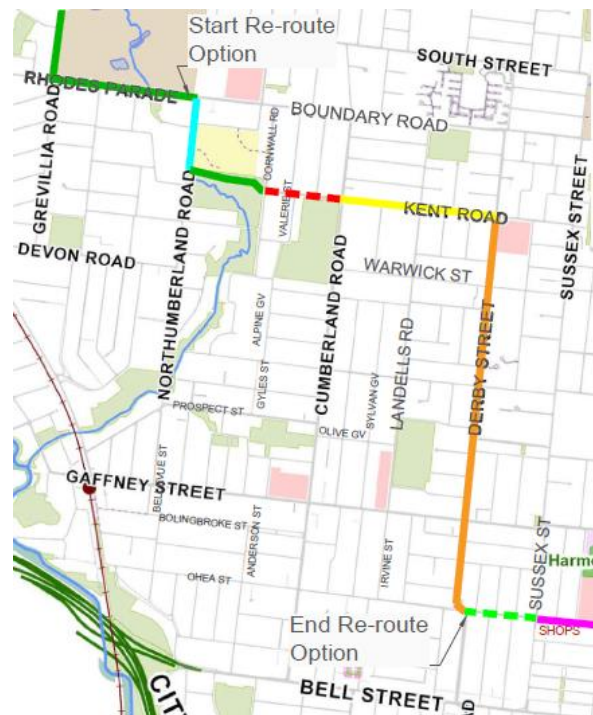 Start Re-route
Option
SOUTH STREET
RHODES PARADE
BOUNDARY ROAD
GREVILLIA ROAD
CORNWALL RD
NORTHUMBERLAND ROAD
VALERIE ST
KENT ROAD
SUSSEX STREET
DEVON ROAD
WARWICK ST
CUMBERLAND ROAD
ALPINE GV
LANDELLS RD
DERBY STREET
GYLES ST
SYLVAN GV
PROSPECT ST
OLIVE GV
GAFFNEY STREET
BOLINGBROKE ST
ANDERSON ST
IRVINE ST
SUSSEX ST
Harmo
OHEA ST
End Re-route
Option
SHOPS
BELL STREET
CIT